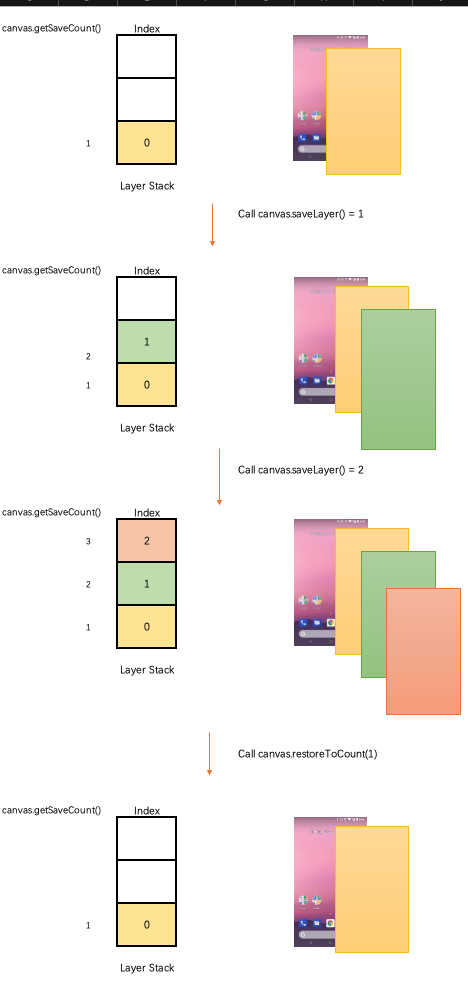 canvas.getSaveCount()
Index
1
0
Layer Stack
Call canvas.saveLayer() = 1
canvas.getSaveCount()
Index
2
1
1
0
Layer Stack
Call canvas.saveLayer() = 2
canvas.getSaveCount()
Index
3
2
2
1
1
0
Layer Stack
Call canvas.restoreToCount(1)
canvas.getSaveCount()
Index
1
0
Layer Stack